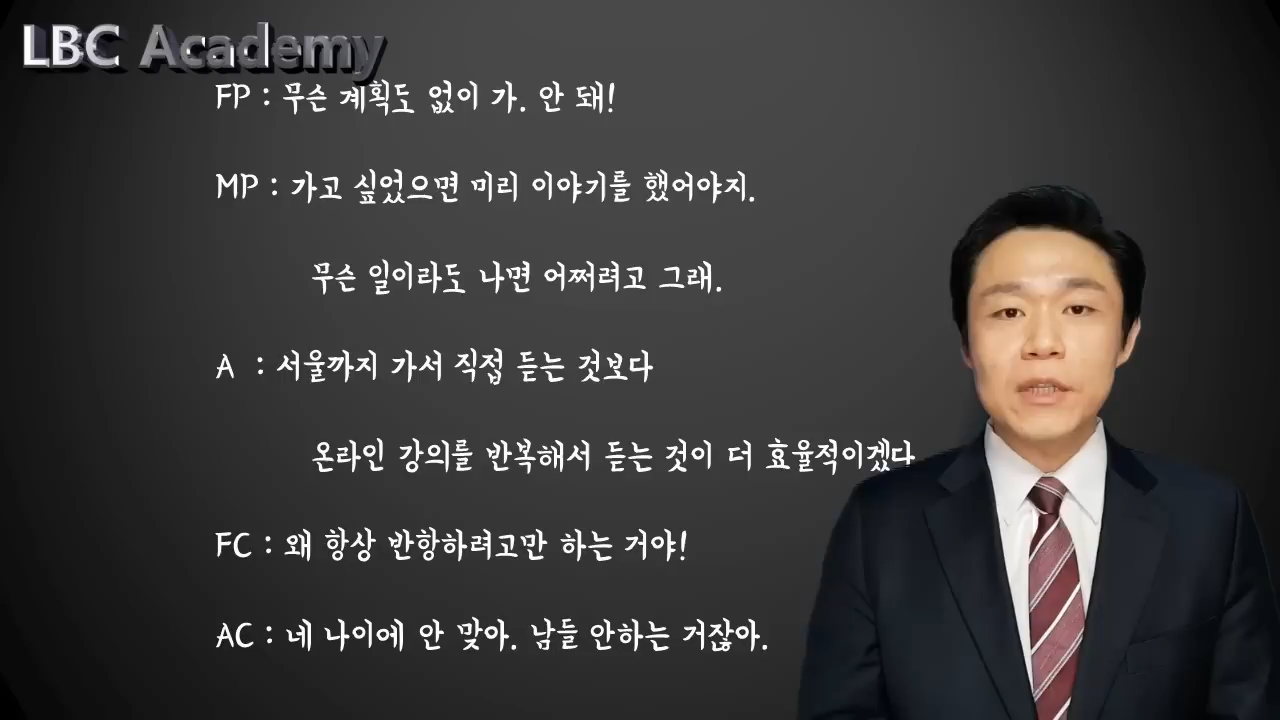 LBC Academy
FP : 무슨 계획도 없이 가. 안 돼!
MP : 가고 싶었으면 미리 이야기를 했어야지.
무슨 일이라도 나면 어쩌려고 그래.
A : 서울까지 가서 직접 듣는 것보다
온라인 강의를 반복해서 듣는 것이 더 효율적이겠다
FC : 왜 항상 반항하려고만 하는 거야!
AC : 네 나이에 안 맞아. 남들 안하는 거잖아.